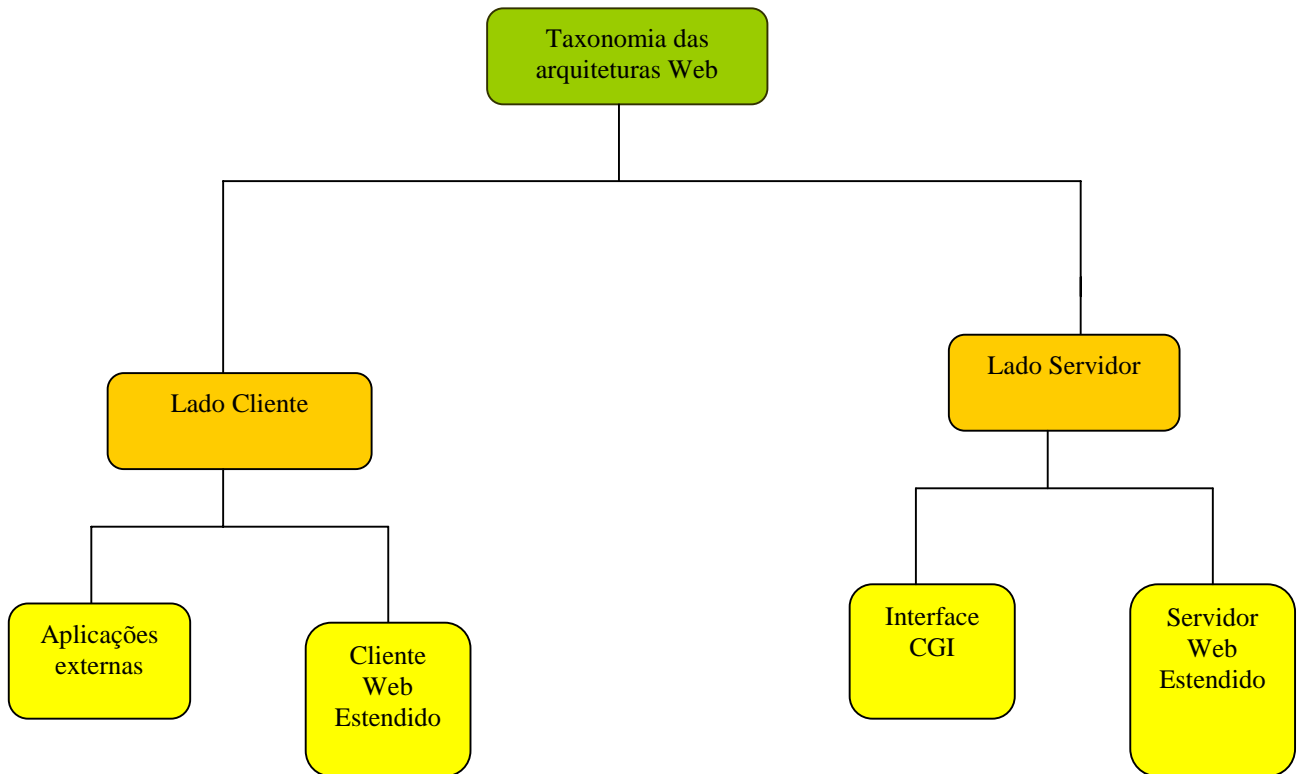 Taxonomia das
arquiteturas Web
Lado Cliente
Lado Servidor
Aplicações
externas
Cliente
Web
Estendido
Interface
CGI
Servidor
Web
Estendido